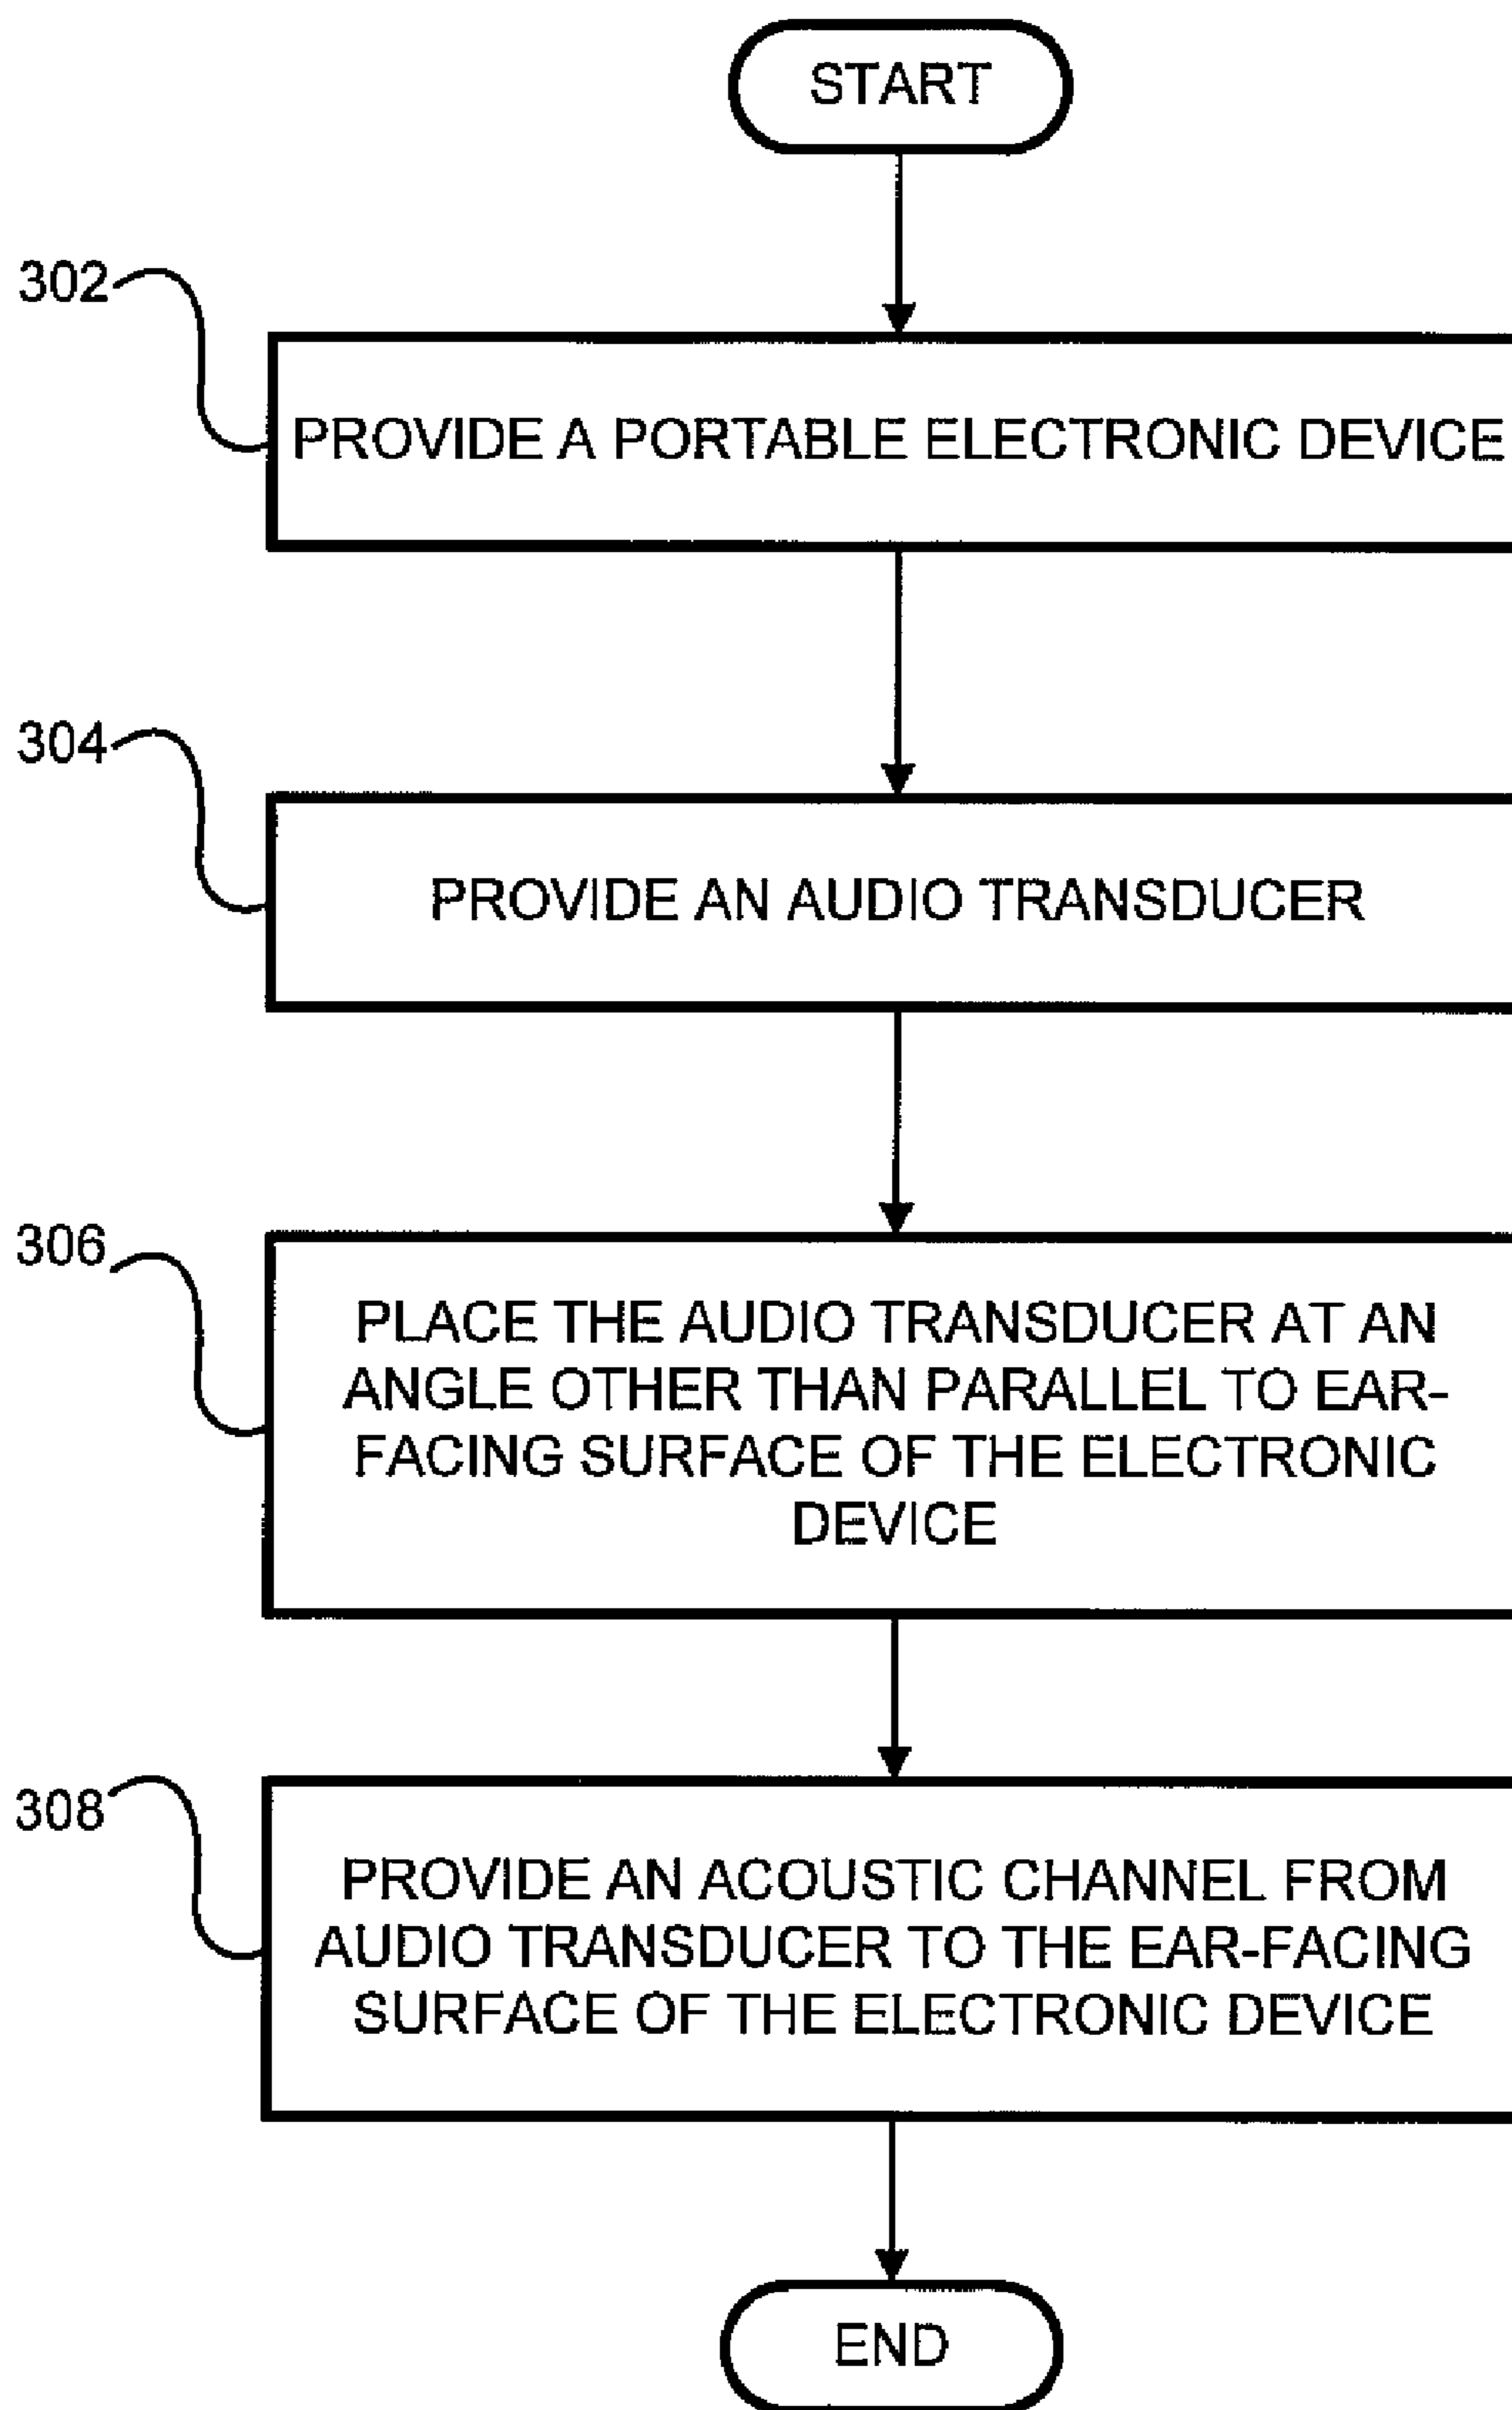 START
302
PROVIDE A PORTABLE ELECTRONIC DEVICE
304
PROVIDE AN AUDIO TRANSDUCER
306
PLACE THE AUDIO TRANSDUCER AT AN
ANGLE OTHER THAN PARALLEL TO EAR-
FACING SURFACE OF THE ELECTRONIC
DEVICE
308
PROVIDE AN ACOUSTIC CHANNEL FROM
AUDIO TRANSDUCER TO THE EAR-FACING
SURFACE OF THE ELECTRONIC DEVICE
END